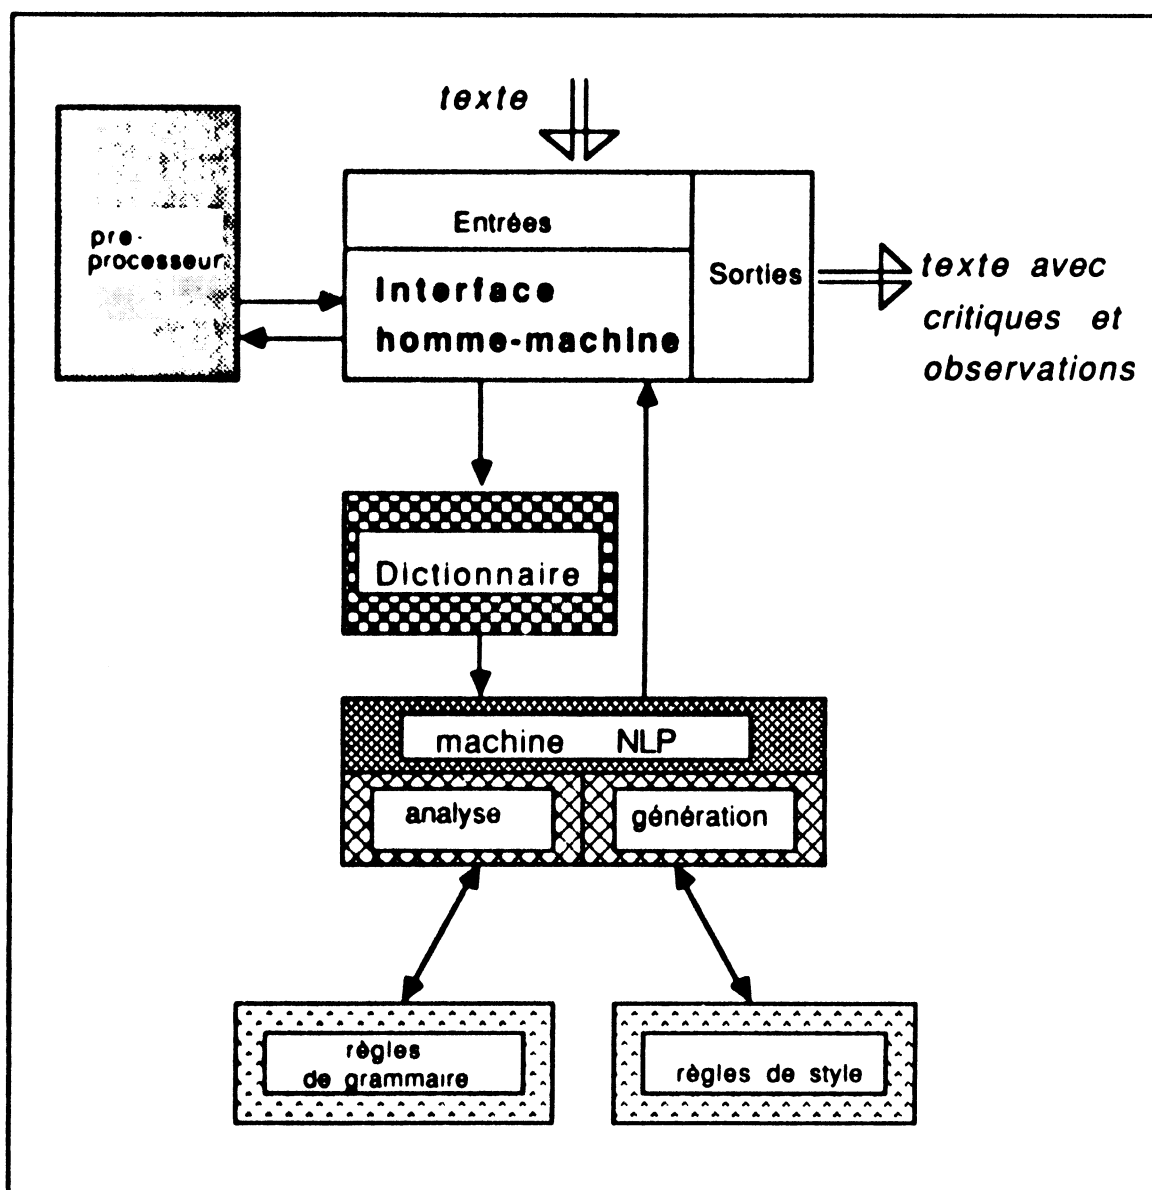 texte
pre-
processeur
Entrées
Interface
homme-machine
Sorties
texte avec
critiques et
observations
Dictionnaire
machine NLP
analyse
génération
règles
de grammaire
règles de style